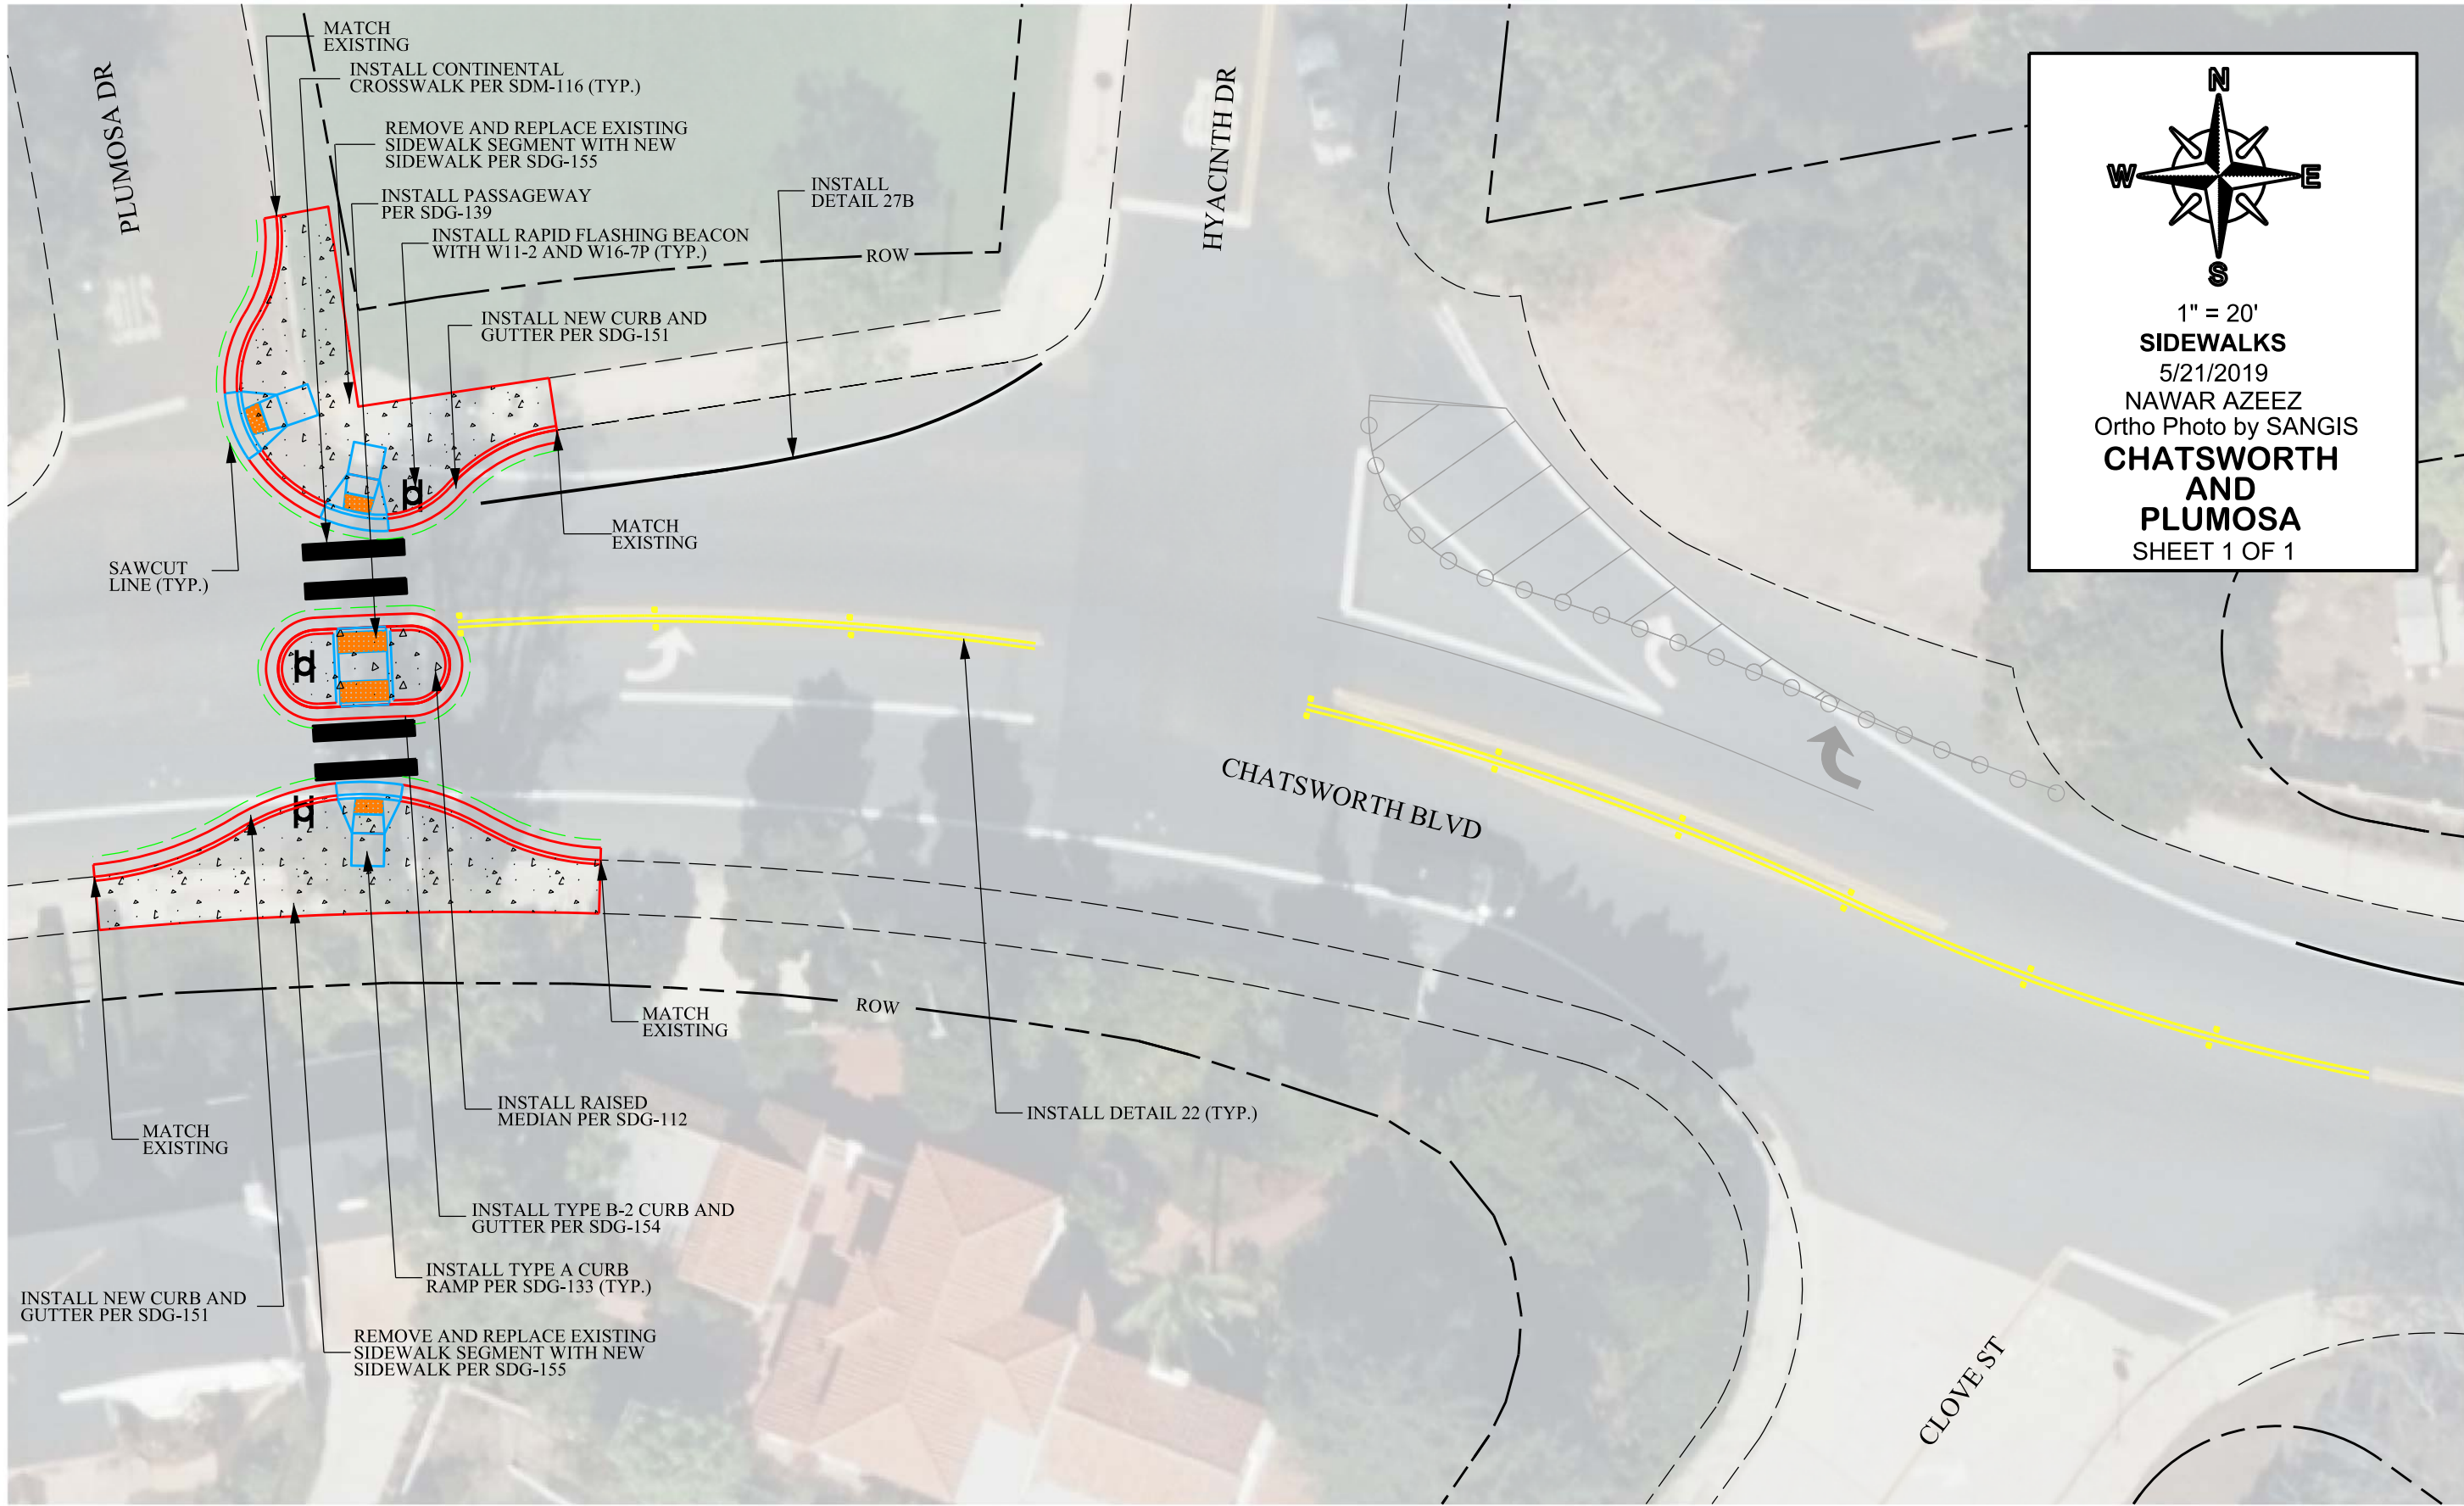 MATCH
EXISTING
INSTALL CONTINENTAL
CROSSWALK PER SDM-116 (TYP.)
REMOVE AND REPLACE EXISTING
SIDEWALK SEGMENT WITH NEW
SIDEWALK PER SDG-155
INSTALL PASSAGEWAY
PER SDG-139
INSTALL RAPID FLASHING BEACON
WITH W11-2 AND W16-7P (TYP.)
INSTALL NEW CURB AND
GUTTER PER SDG-151
PLUMOSA DR
INSTALL
DETAIL 27B
ROW
HYACINTH DR
N
W
E
S
1" = 20'
SIDEWALKS
5/21/2019
NAWAR AZEEZ
Ortho Photo by SANGIS
CHATSWORTH
AND
PLUMOSA
SHEET 1 OF 1
MATCH
EXISTING
SAWCUT
LINE (TYP.)
CHATSWORTH BLVD
ROW
MATCH
EXISTING
INSTALL RAISED
MEDIAN PER SDG-112
INSTALL DETAIL 22 (TYP.)
MATCH
EXISTING
INSTALL TYPE B-2 CURB AND
GUTTER PER SDG-154
INSTALL TYPE A CURB
RAMP PER SDG-133 (TYP.)
INSTALL NEW CURB AND
GUTTER PER SDG-151
REMOVE AND REPLACE EXISTING
SIDEWALK SEGMENT WITH NEW
SIDEWALK PER SDG-155
CLOVE ST